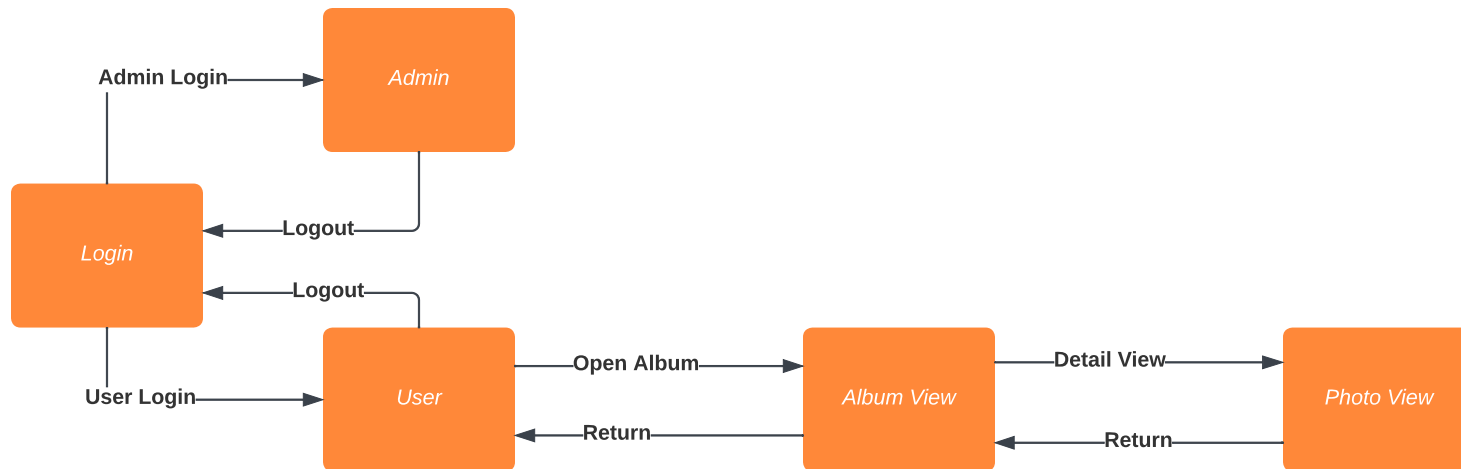 Admin Login
Admin
Logout
Login
Logout
User Login
User
Open Album
Return
Album View
Detail View
Return
Photo View